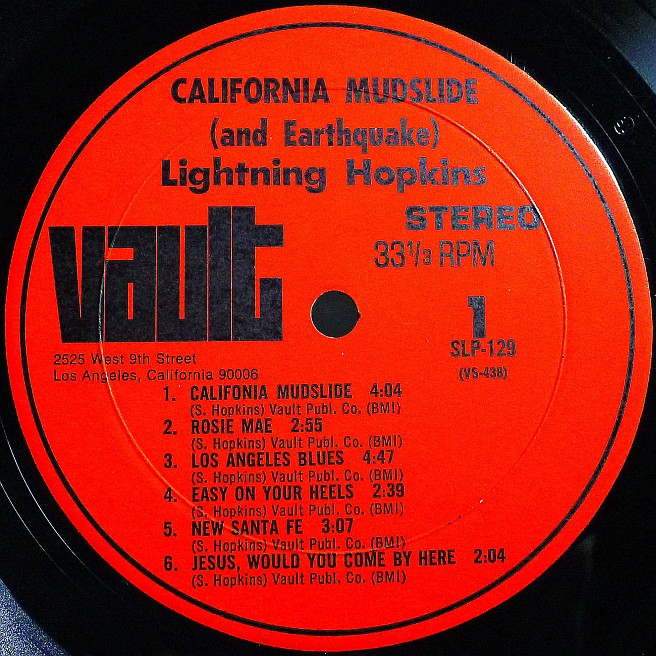 CALIFORNIA MUDSLIDE
(and Earthquake)
Lightning Hopkins
STEREO
33 1/3 RPM
vault
1
SLP-129
(VS-438)
2525 West 9th Street
Los Angeles, California 90006
1. CALIFONIA MUDSLIDE 4:04
(S. Hopkins) Vault Publ. Co. (BMI)
2. ROSIE MAE 2:55
(S. Hopkins) Vault Publ. Co. (BMI)
3. LOS ANGELES BLUES 4:47
(S. Hopkins) Vault Publ. Co. (BMI)
4. EASY ON YOUR HEELS 2:39
(S. Hopkins) Vault Publ. Co. (BMI)
5. NEW SANTA FE 3:07
(S. Hopkins) Vault Publ. Co. (BMI)
6. JESUS, WOULD YOU COME BY HERE 2:04
(S. Hopkins) Vault Publ. Co. (BMI)